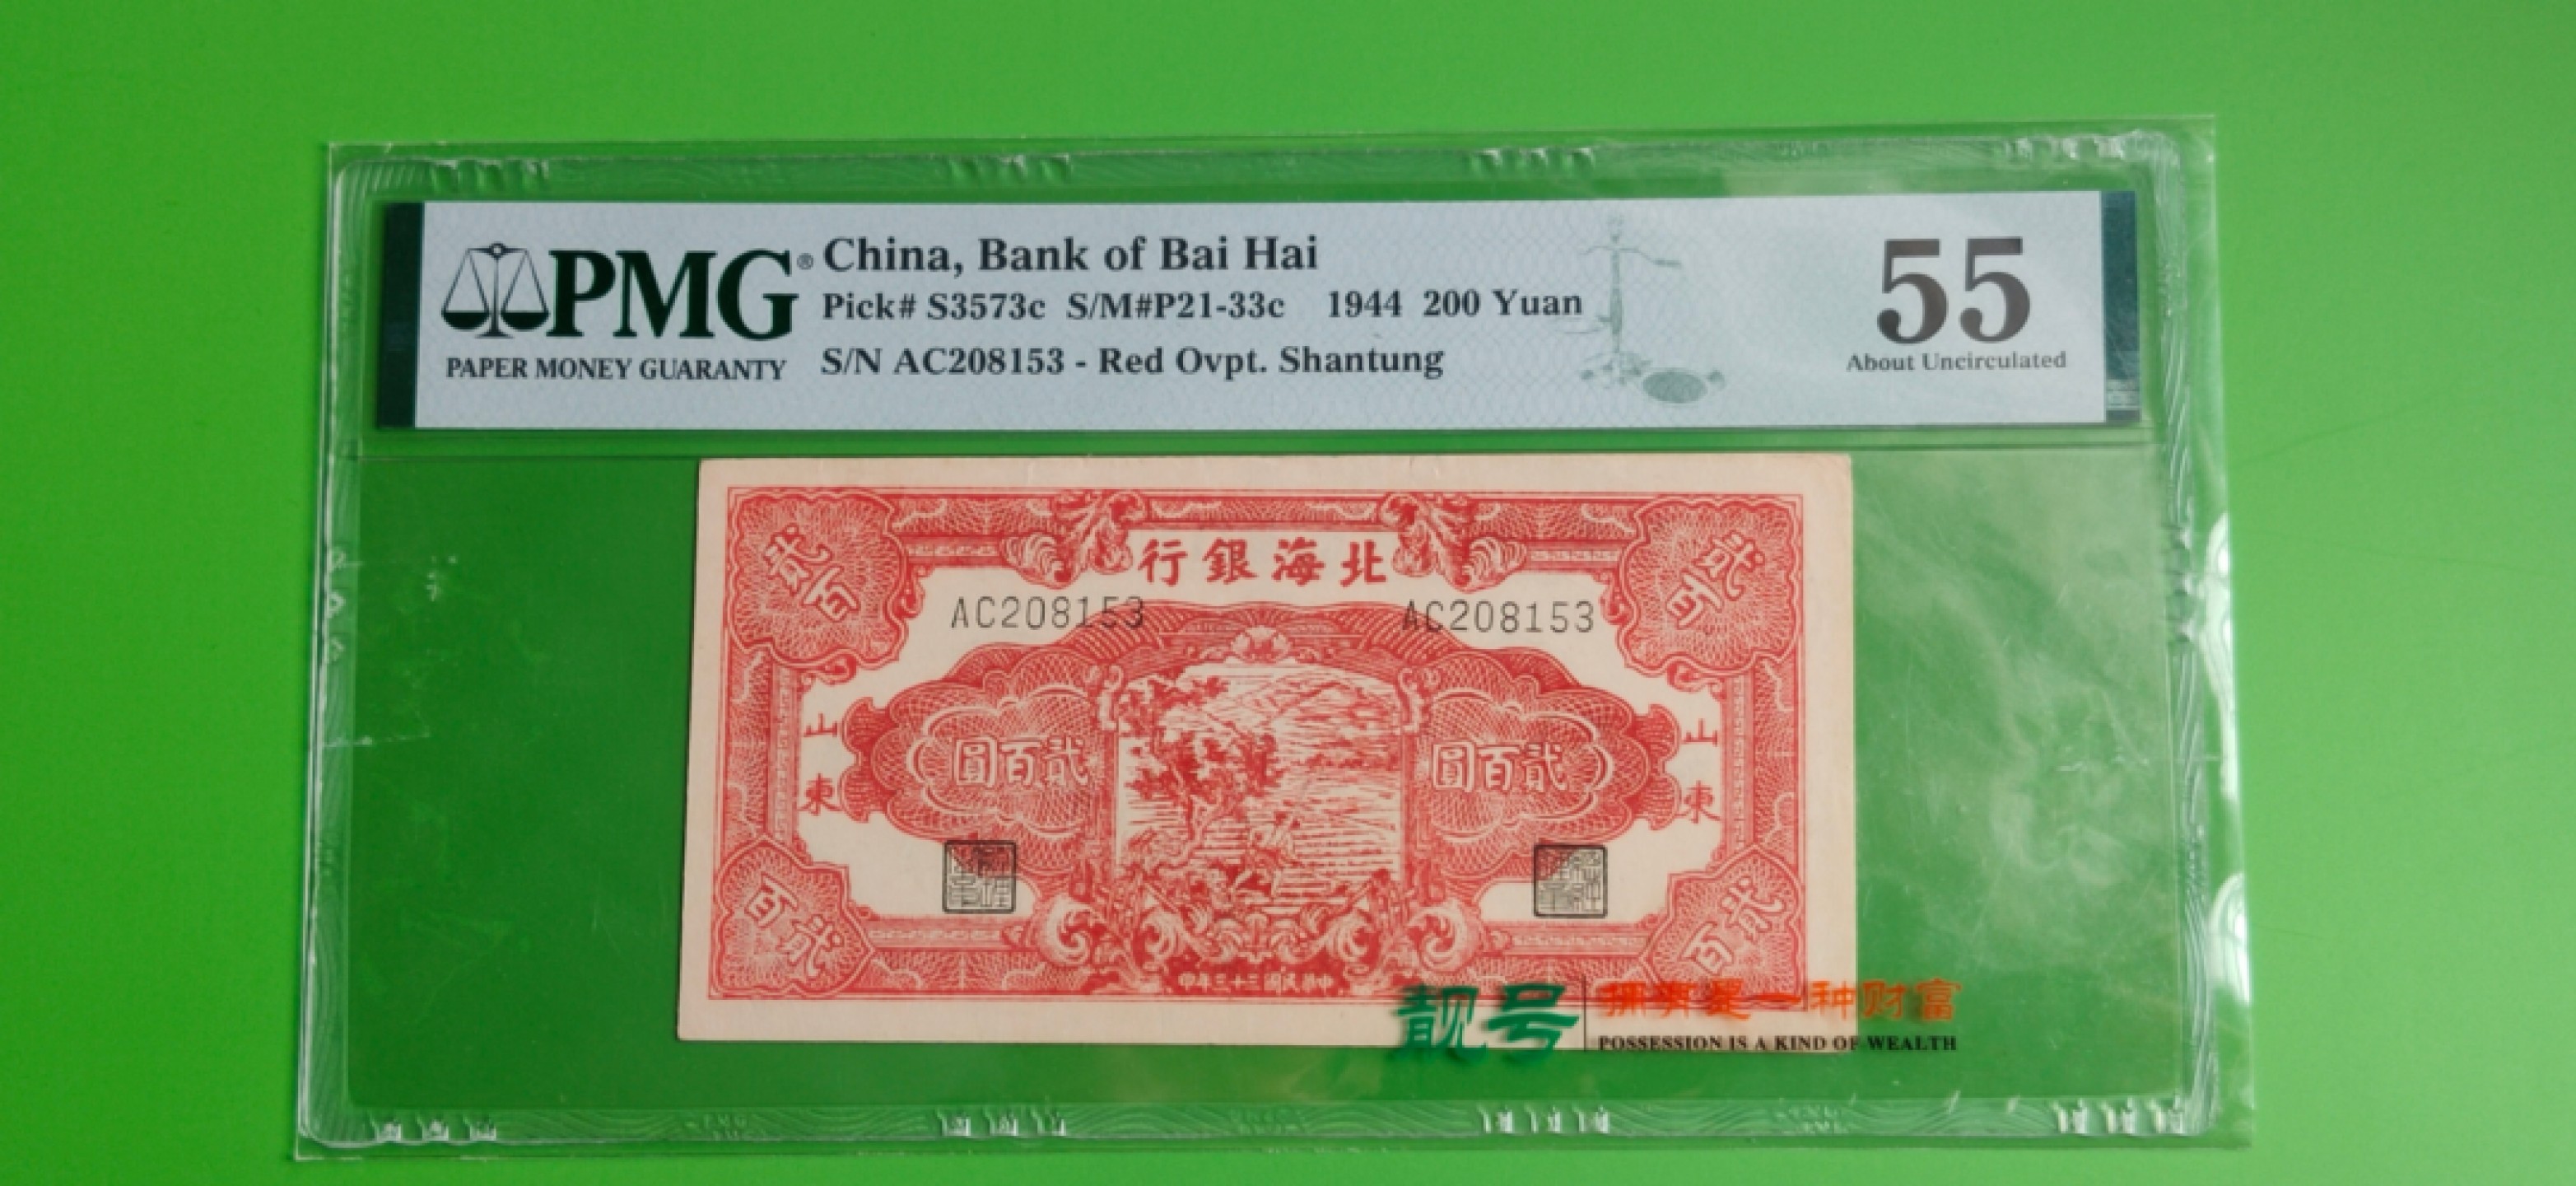 PMG® China, Bank of Bai Hai
Pick# S3573c S/M#P21-33c 1944 200 Yuan
PAPER MONEY GUARANTY S/N AC208153 - Red Ovpt. Shantung
55
About Uncirculated
貳百
行銀海北
貳百
AC208153
AC208153
山東
圓百貳
圓百貳
山東
百貳
百貳
印年三十三國民華中
靓号
拥有是一种财富
POSSESSION IS A KIND OF WEALTH